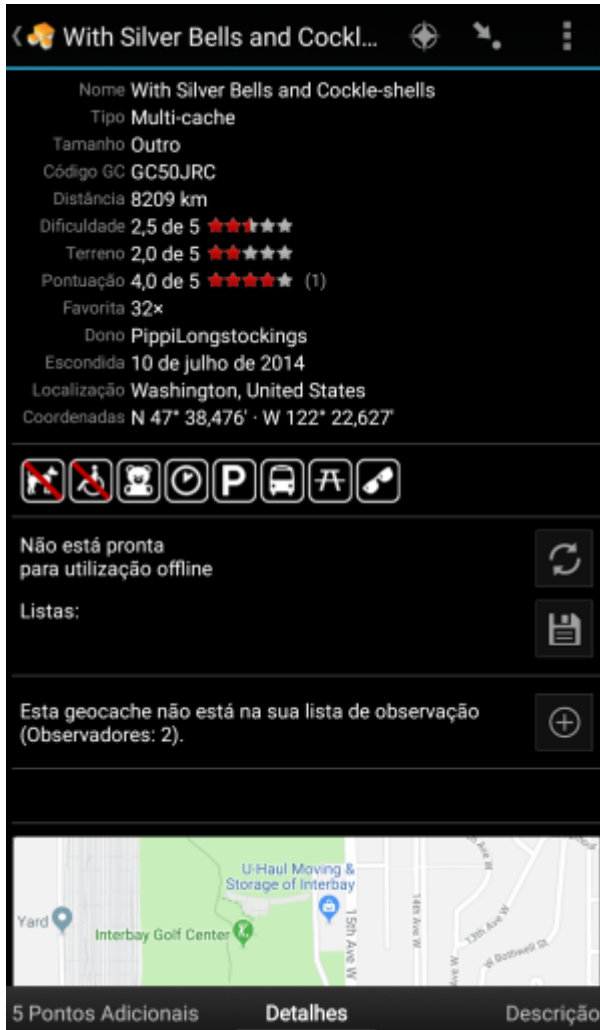 With Silver Bells and Cockl...
Nome With Silver Bells and Cockle-shells
Tipo Multi-cache
Tamanho Outro
Código GC GC50JRC
Distância 8209 km
Dificuldade 2,5 de 5
Terreno 2,0 de 5
Pontuação 4,0 de 5 (1)
Favorita 32×
Dono PippiLongstockings
Escondida 10 de julho de 2014
Localização Washington, United States
Coordenadas N 47° 38,476' · W 122° 22,627'
P
Não está pronta
para utilização offline
Listas:
Esta geocache não está na sua lista de observação
(Observadores: 2).
U-Haul Moving &
Storage of Interbay
Yard
Interbay Golf Center
15th Ave W
14th Ave W
13th Ave W
W Bothwell St
5 Pontos Adicionais
Detalhes
Descrição